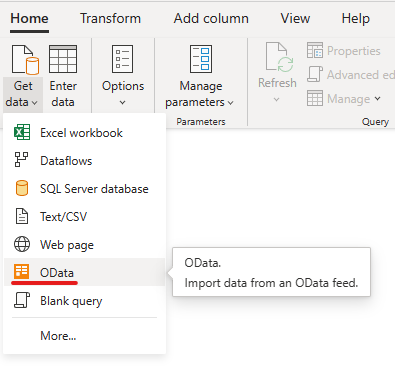 Home
Transform
Add column
View
Get
data
Enter
data
Options
Manage
parameters
Parameters
Refresh
Properties
Advanced ed
Manage
Query
Excel workbook
Dataflows
SQL Server database
Text/CSV
Web page
OData
Blank query
More...
OData.
Import data from an OData feed.